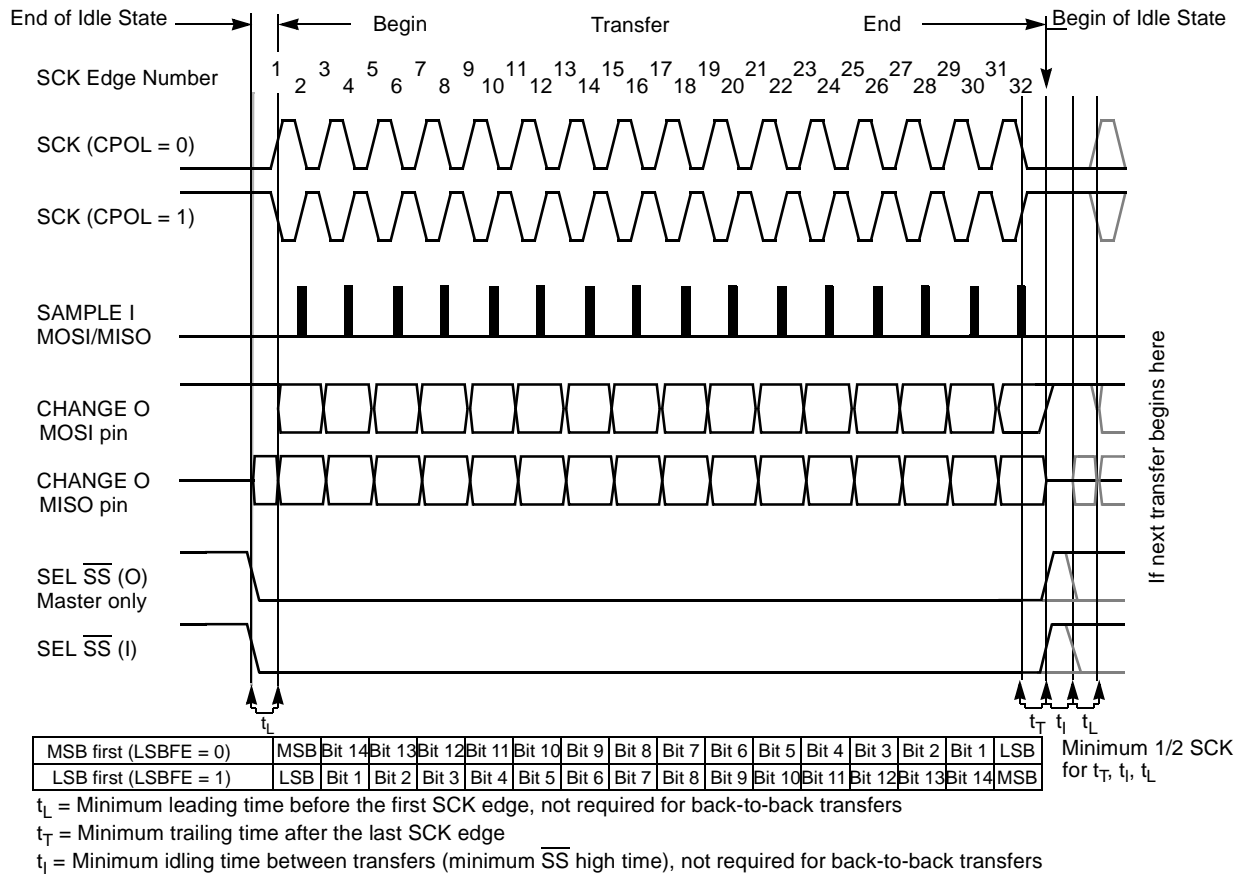 End of Idle State Begin Transfer End Begin of Idle State
SCK Edge Number 1 2 3 4 5 6 7 8 9 10 11 12 13 14 15 16 17 18 19 20 21 22 23 24 25 26 27 28 29 30 31 32
SCK (CPOL = 0)
SCK (CPOL = 1)
SAMPLE I
MOSI/MISO
CHANGE O
MOSI pin
CHANGE O
MISO pin
SEL S̅S̅ (O)
Master only
SEL S̅S̅ (I)
If next transfer begins here
tL tT tI tL
MSB first (LSBFE = 0) MSB Bit 14 Bit 13 Bit 12 Bit 11 Bit 10 Bit 9 Bit 8 Bit 7 Bit 6 Bit 5 Bit 4 Bit 3 Bit 2 Bit 1 LSB
LSB first (LSBFE = 1) LSB Bit 1 Bit 2 Bit 3 Bit 4 Bit 5 Bit 6 Bit 7 Bit 8 Bit 9 Bit 10 Bit 11 Bit 12 Bit 13 Bit 14 MSB
Minimum 1/2 SCK
for tT, tI, tL
tL = Minimum leading time before the first SCK edge, not required for back-to-back transfers
tT = Minimum trailing time after the last SCK edge
tI = Minimum idling time between transfers (minimum S̅S̅ high time), not required for back-to-back transfers